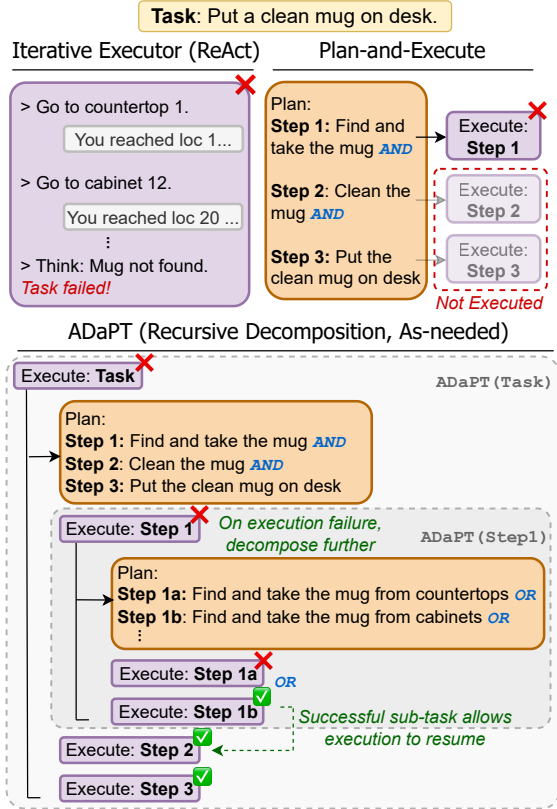 Task: Put a clean mug on desk.
Iterative Executor (ReAct)
> Go to countertop 1.
You reached loc 1...
> Go to cabinet 12.
You reached loc 20 ...
⋮
> Think: Mug not found.
Task failed!
Plan-and-Execute
Plan:
Step 1: Find and
take the mug AND
Step 2: Clean the
mug AND
Step 3: Put the
clean mug on desk
Execute:
Step 1
Execute:
Step 2
Execute:
Step 3
Not Executed
ADaPT (Recursive Decomposition, As-needed)
Execute: Task
ADaPT(Task)
Plan:
Step 1: Find and take the mug AND
Step 2: Clean the mug AND
Step 3: Put the clean mug on desk
Execute: Step 1
On execution failure,
decompose further
ADaPT(Step1)
Plan:
Step 1a: Find and take the mug from countertops OR
Step 1b: Find and take the mug from cabinets OR
⋮
Execute: Step 1a
OR
Execute: Step 1b
Successful sub-task allows
execution to resume
Execute: Step 2
Execute: Step 3